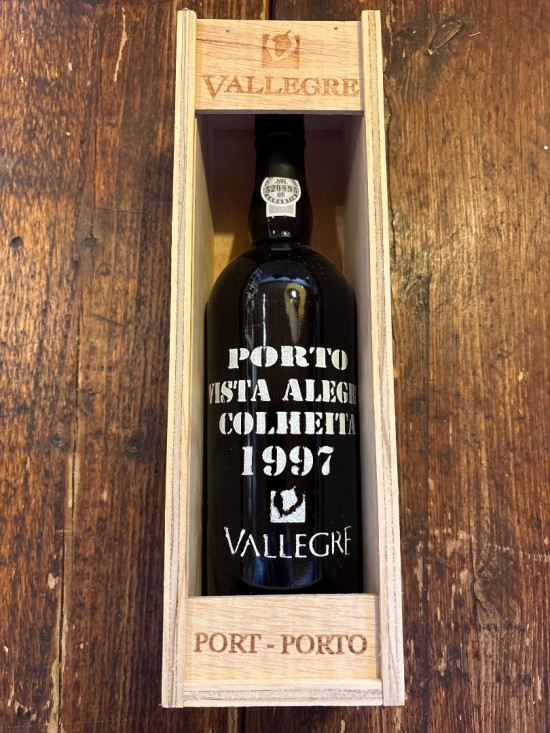 VALLEGRE
PORTO
VISTA ALEGRE
COLHEITA
1997
VALLEGRE
PORT - PORTO